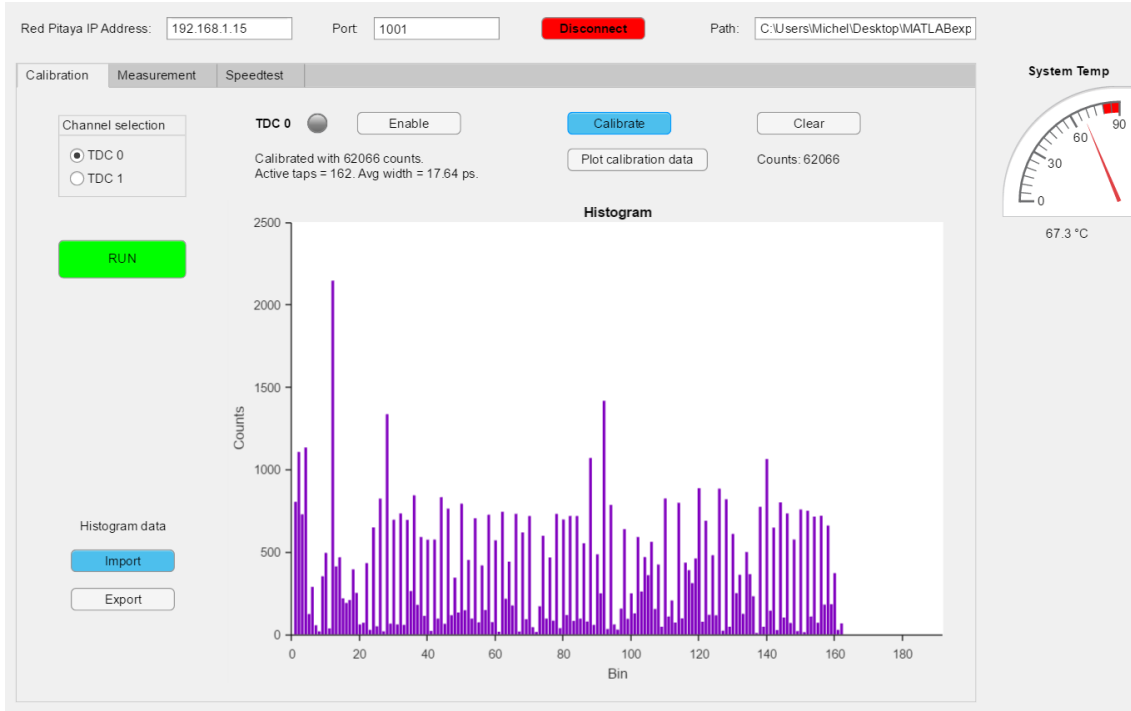 Red Pitaya IP Address: 192.168.1.15 Port 1001 Disconnect Path: C:\Users\Michel\Desktop\MATLABexp
Calibration Measurement Speedtest
System Temp
0 30 60 90
67.3 °C
Channel selection
TDC 0
TDC 1
RUN
TDC 0 Enable Calibrate Clear
Calibrated with 62066 counts.
Active taps = 162. Avg width = 17.64 ps.
Plot calibration data Counts: 62066
Histogram data
Import
Export
Histogram
2500
2000
1500
1000
500
0
Counts
0 20 40 60 80 100 120 140 160 180
Bin